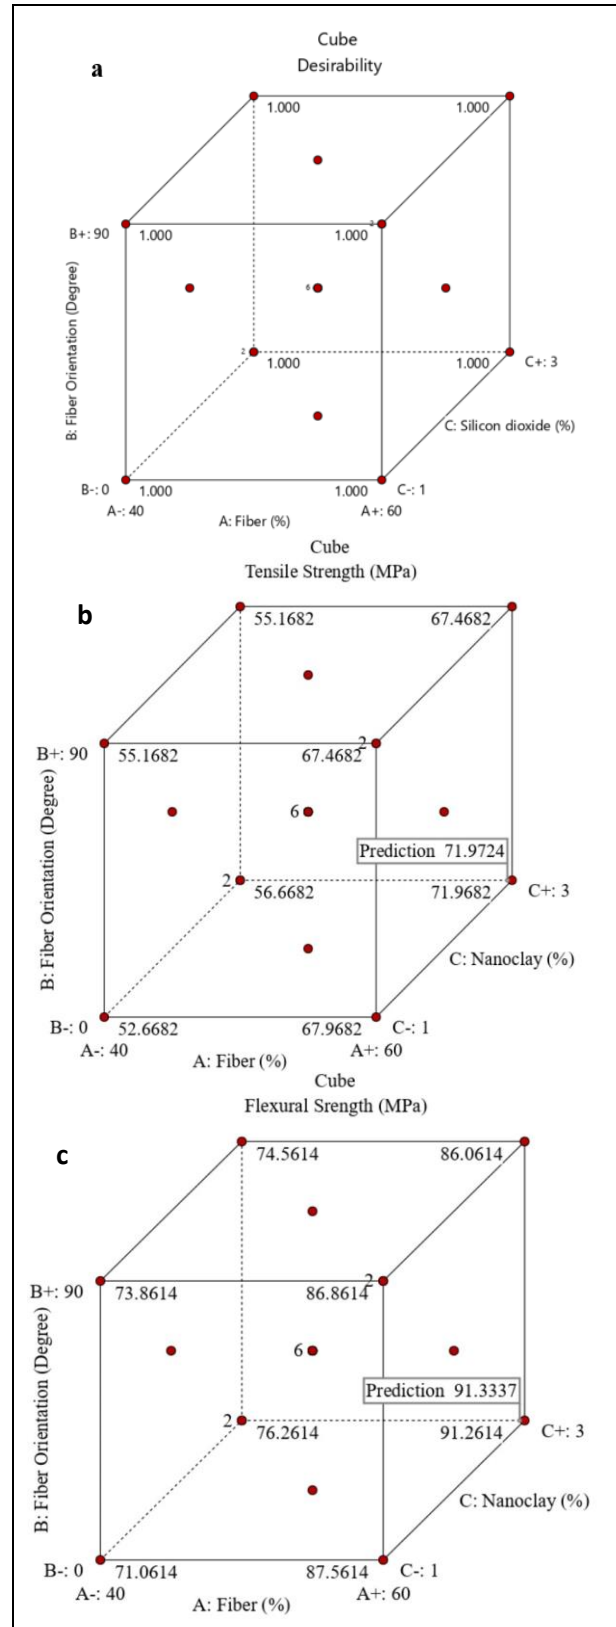 a
Cube
Desirability
1.000 1.000
B+: 90 1.000 1.000 2
B: Fiber Orientation (Degree)
6
2 1.000 1.000 C+: 3
C: Silicon dioxide (%)
B-: 0 1.000 1.000 C-: 1
A-: 40 A: Fiber (%) A+: 60
Cube
Tensile Strength (MPa)
b
55.1682 67.4682
B+: 90 55.1682 67.4682 2
B: Fiber Orientation (Degree)
6
Prediction 71.9724
2 56.6682 71.9682 C+: 3
C: Nanoclay (%)
B-: 0 52.6682 67.9682 C-: 1
A-: 40 A: Fiber (%) A+: 60
Cube
Flexural Srength (MPa)
c
74.5614 86.0614
B+: 90 73.8614 86.8614 2
B: Fiber Orientation (Degree)
6
Prediction 91.3337
2 76.2614 91.2614 C+: 3
C: Nanoclay (%)
B-: 0 71.0614 87.5614 C-: 1
A-: 40 A: Fiber (%) A+: 60